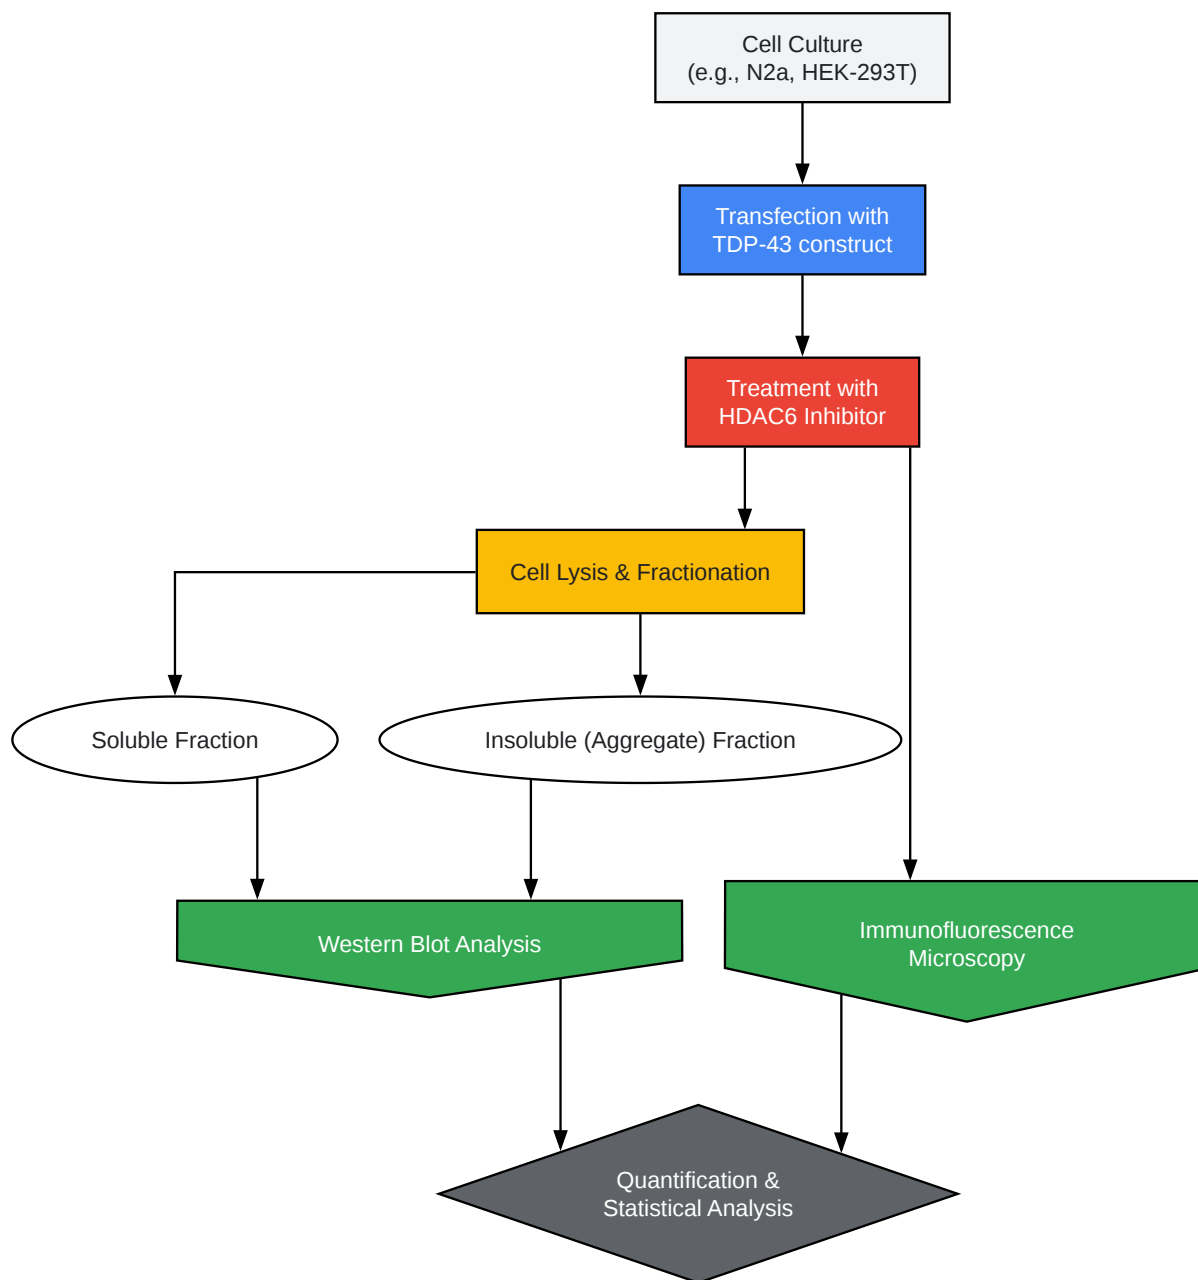 Cell Culture
(e.g., N2a, HEK-293T)
Transfection with
TDP-43 construct
Treatment with
HDAC6 Inhibitor
Cell Lysis & Fractionation
Soluble Fraction
Insoluble (Aggregate) Fraction
Western Blot Analysis
Immunofluorescence
Microscopy
Quantification &
Statistical Analysis